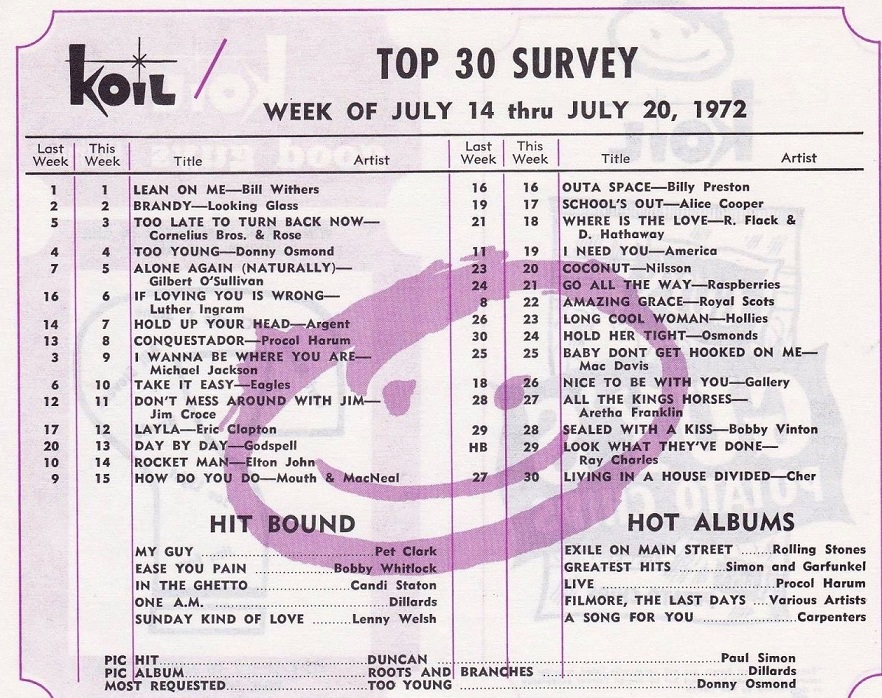 KOIL
TOP 30 SURVEY
WEEK OF JULY 14 thru JULY 20, 1972
Last Week This Week Title Artist
1 1 LEAN ON ME—Bill Withers
2 2 BRANDY—Looking Glass
5 3 TOO LATE TO TURN BACK NOW—
Cornelius Bros. & Rose
4 4 TOO YOUNG—Donny Osmond
7 5 ALONE AGAIN (NATURALLY)—
Gilbert O'Sullivan
16 6 IF LOVING YOU IS WRONG—
Luther Ingram
14 7 HOLD UP YOUR HEAD—Argent
13 8 CONQUESTADOR—Procol Harum
3 9 I WANNA BE WHERE YOU ARE—
Michael Jackson
6 10 TAKE IT EASY—Eagles
12 11 DON'T MESS AROUND WITH JIM—
Jim Croce
17 12 LAYLA—Eric Clapton
20 13 DAY BY DAY—Godspell
10 14 ROCKET MAN—Elton John
9 15 HOW DO YOU DO—Mouth & MacNeal
Last Week This Week Title Artist
16 16 OUTA SPACE—Billy Preston
19 17 SCHOOL'S OUT—Alice Cooper
21 18 WHERE IS THE LOVE—R. Flack &
D. Hathaway
11 19 I NEED YOU—America
23 20 COCONUT—Nilsson
24 21 GO ALL THE WAY—Raspberries
8 22 AMAZING GRACE—Royal Scots
26 23 LONG COOL WOMAN—Hollies
30 24 HOLD HER TIGHT—Osmonds
25 25 BABY DONT GET HOOKED ON ME—
Mac Davis
18 26 NICE TO BE WITH YOU—Gallery
28 27 ALL THE KINGS HORSES—
Aretha Franklin
29 28 SEALED WITH A KISS—Bobby Vinton
HB 29 LOOK WHAT THEY'VE DONE—
Ray Charles
27 30 LIVING IN A HOUSE DIVIDED—Cher
HIT BOUND
MY GUY ........ Pet Clark
EASE YOU PAIN ........ Bobby Whitlock
IN THE GHETTO ........ Candi Staton
ONE A.M. ........ Dillards
SUNDAY KIND OF LOVE ........ Lenny Welsh
HOT ALBUMS
EXILE ON MAIN STREET ........ Rolling Stones
GREATEST HITS ........ Simon and Garfunkel
LIVE ........ Procol Harum
FILMORE, THE LAST DAYS .... Various Artists
A SONG FOR YOU ........ Carpenters
PIC HIT ........ DUNCAN ........ Paul Simon
PIC ALBUM ........ ROOTS AND BRANCHES ........ Dillards
MOST REQUESTED ........ TOO YOUNG ........ Donny Osmond